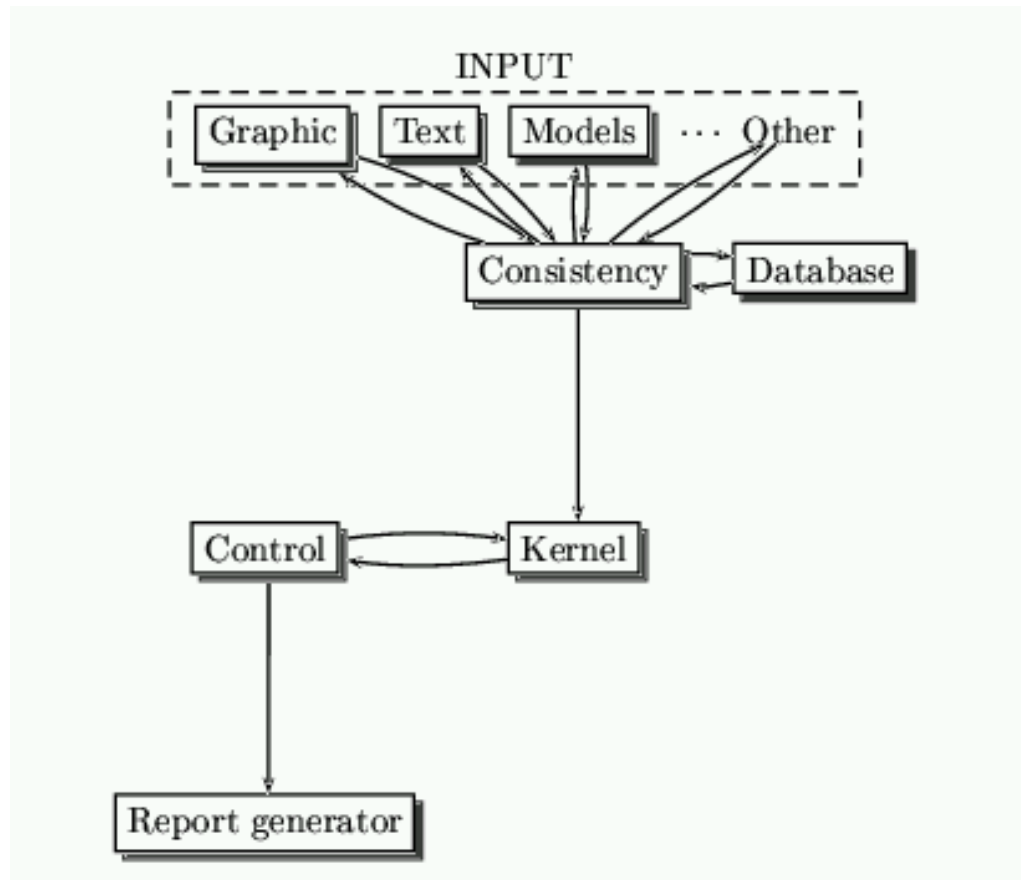 INPUT
Graphic Text Models ··· Other
Consistency Database
Control Kernel
Report generator